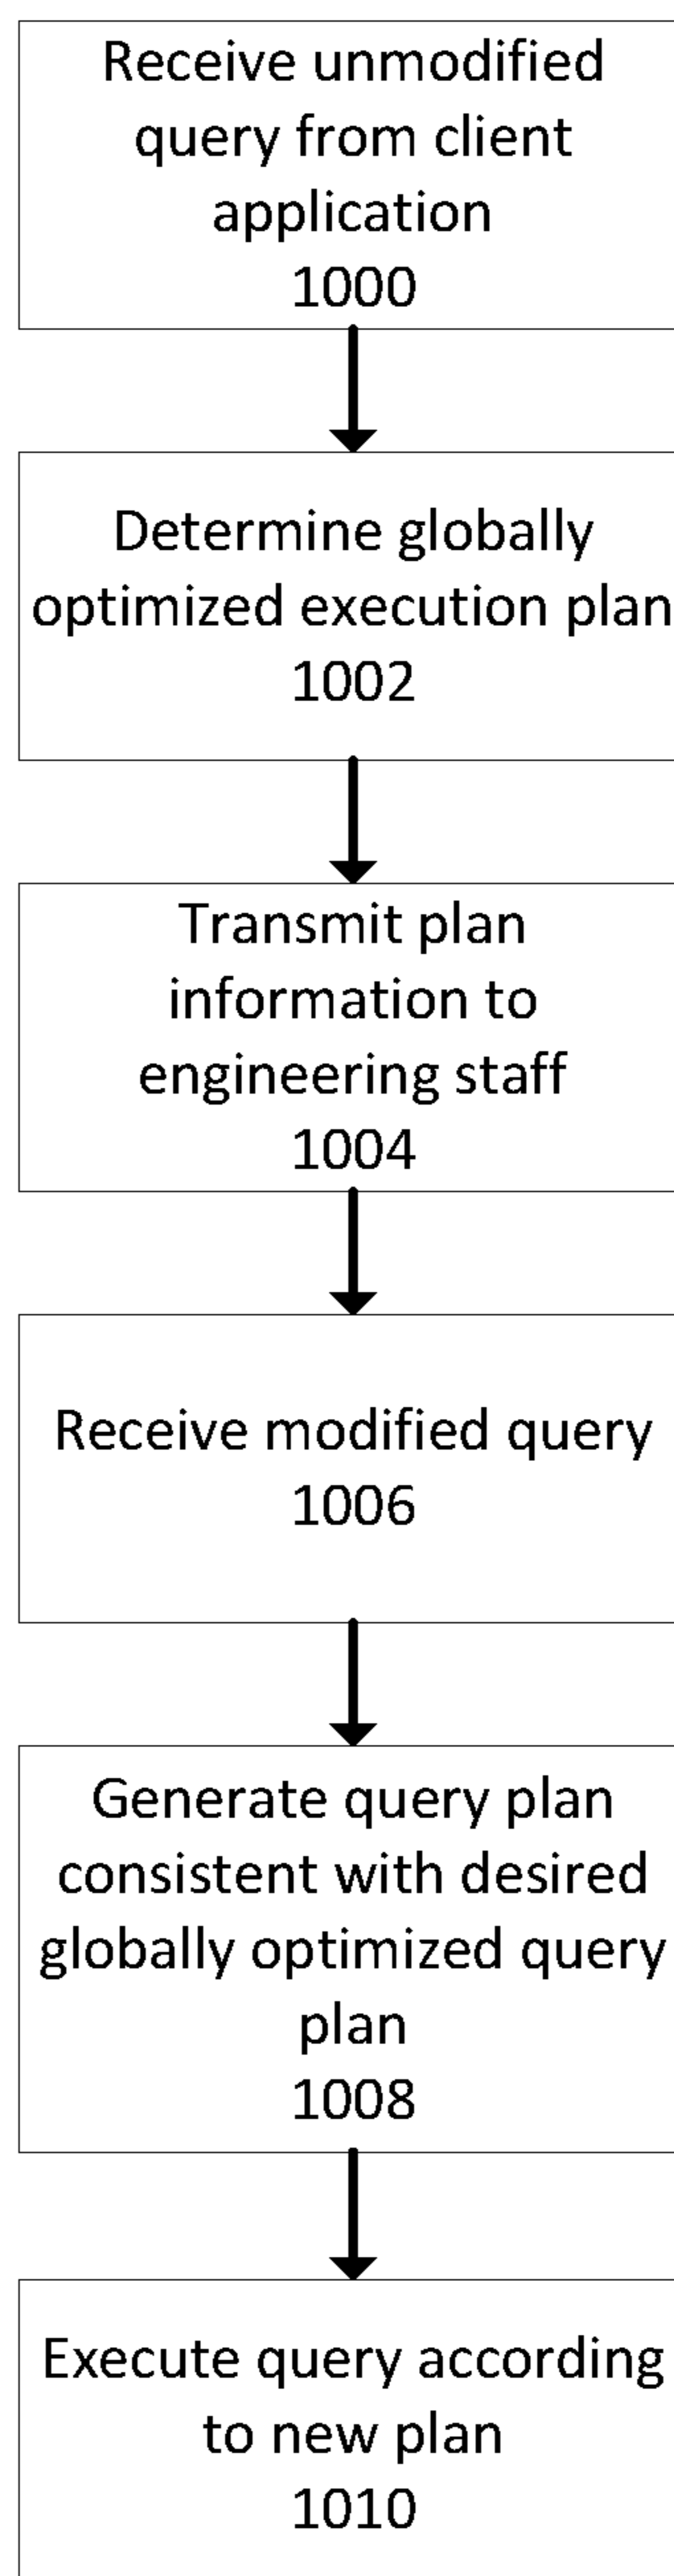 Receive unmodified
query from client
application
1000
Determine globally
optimized execution plan
1002
Transmit plan
information to
engineering staff
1004
Receive modified query
1006
Generate query plan
consistent with desired
globally optimized query
plan
1008
Execute query according
to new plan
1010